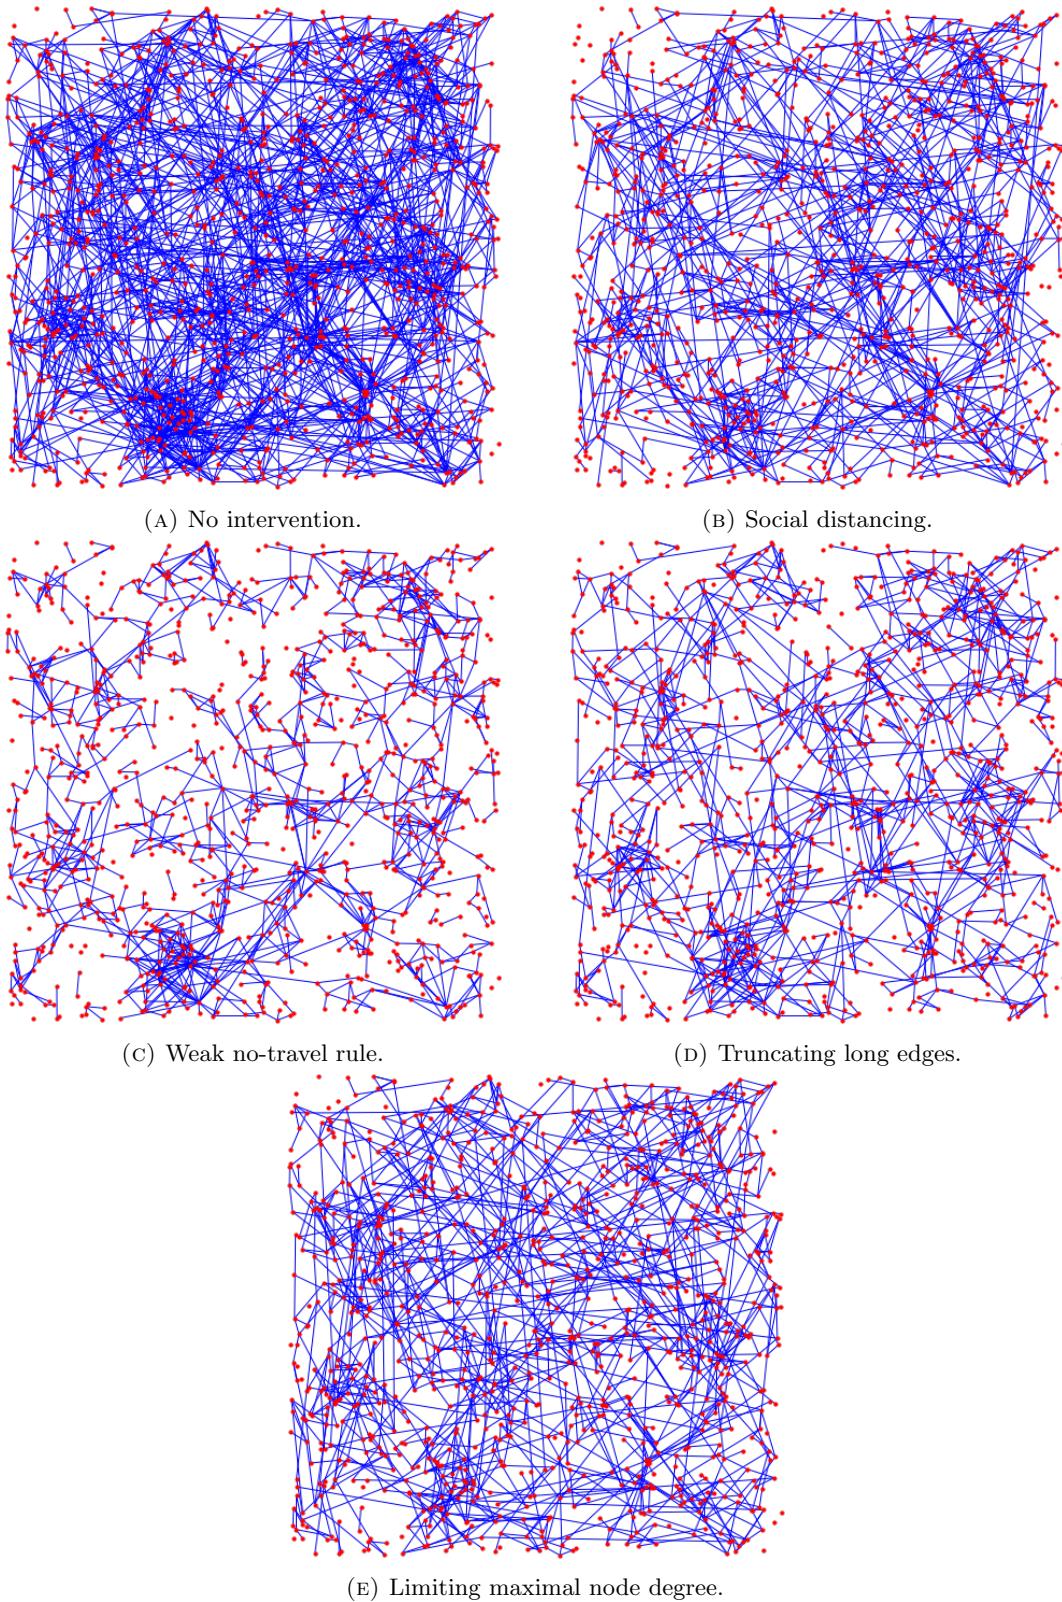 (A) No intervention.
(B) Social distancing.
(C) Weak no-travel rule.
(D) Truncating long edges.
(E) Limiting maximal node degree.